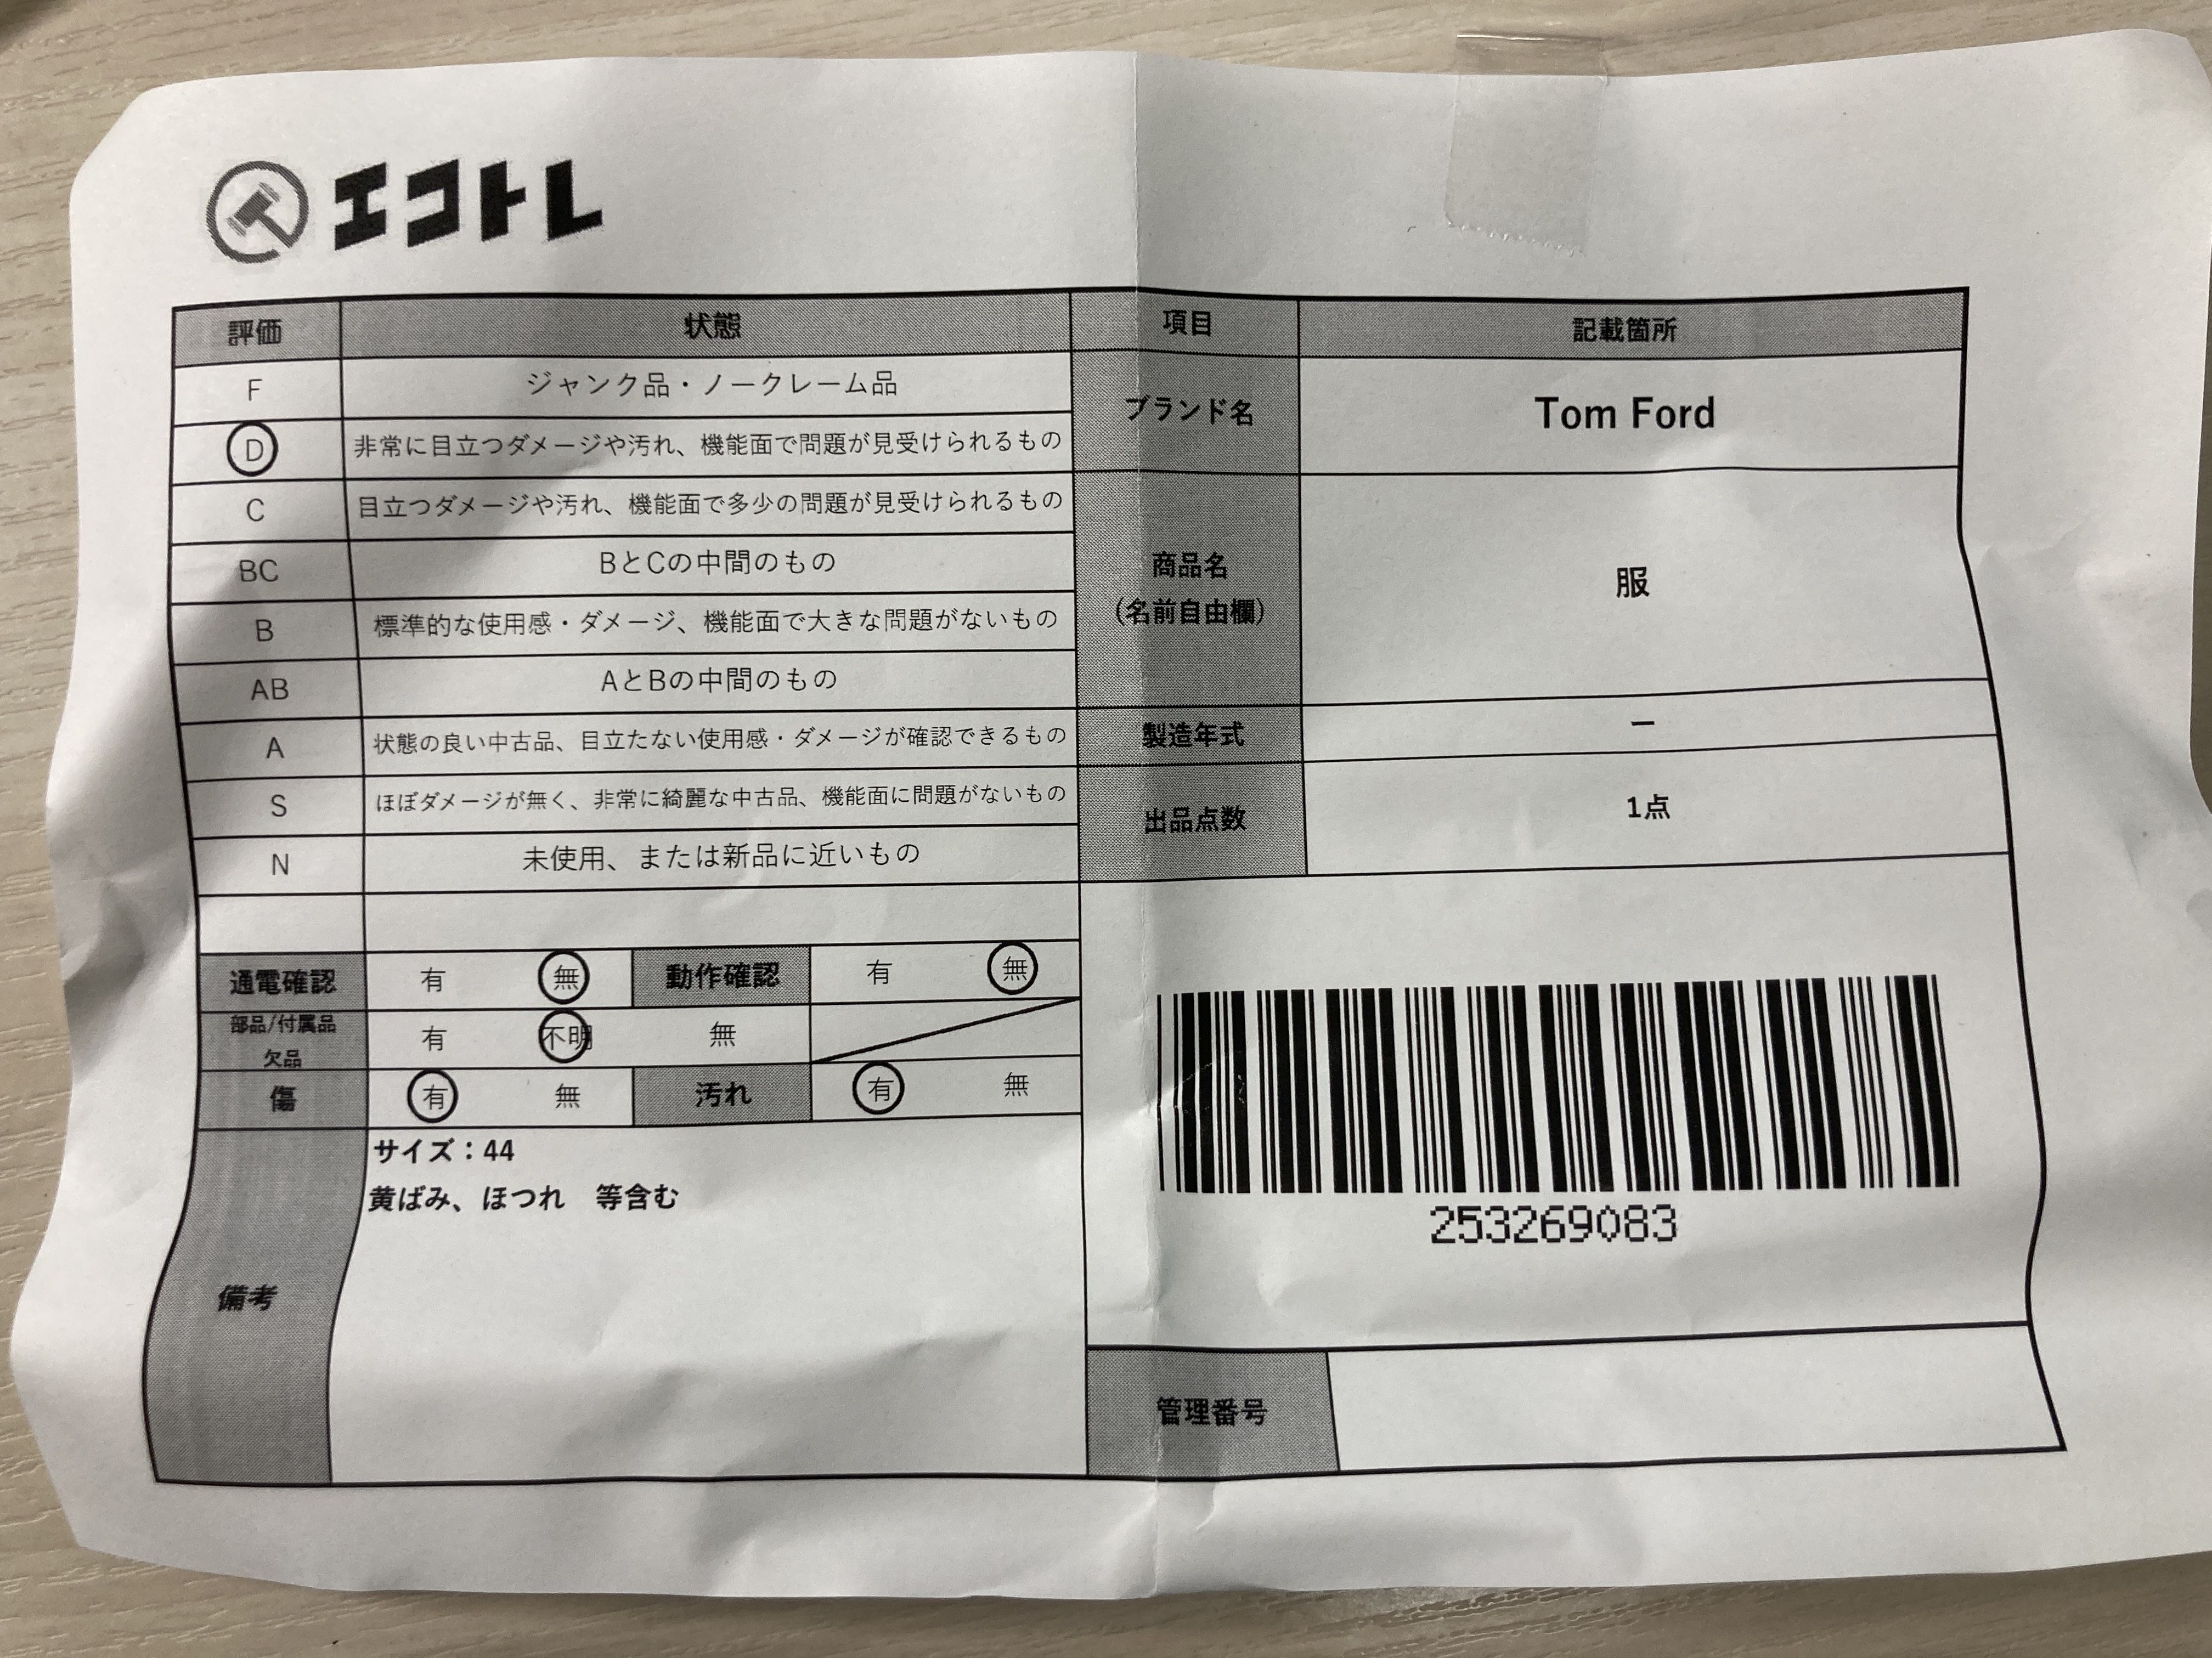 エコトレ
評価 状態
F ジャンク品・ノークレーム品
D 非常に目立つダメージや汚れ、機能面で問題が見受けられるもの
C 目立つダメージや汚れ、機能面で多少の問題が見受けられるもの
BC BとCの中間のもの
B 標準的な使用感・ダメージ、機能面で大きな問題がないもの
AB AとBの中間のもの
A 状態の良い中古品、目立たない使用感・ダメージが確認できるもの
S ほぼダメージが無く、非常に綺麗な中古品、機能面に問題がないもの
N 未使用、または新品に近いもの
通電確認 有 無 動作確認 有 無
部品/付属品
欠品 有 不明 無
傷 有 無 汚れ 有 無
備考
サイズ：44
黄ばみ、ほつれ 等含む
項目 記載箇所
ブランド名 Tom Ford
商品名
(名前自由欄) 服
製造年式 ー
出品点数 1点
253269083
管理番号